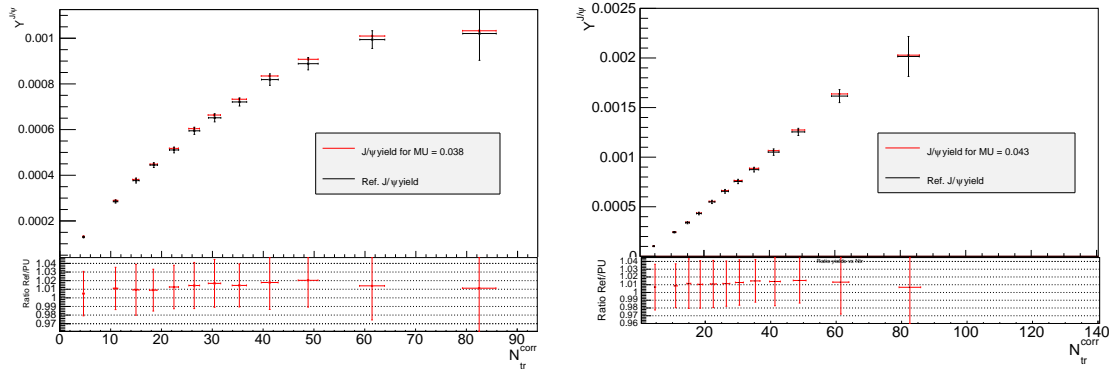 Y^J/ψ
0.001
0.0008
0.0006
0.0004
0.0002
J/ψ yield for MU = 0.038
Ref. J/ψ yield
Ratio Ref/PU
1.04
1.03
1.02
1.01
1
0.99
0.98
0.97
0 10 20 30 40 50 60 70 80 90
N_tr^corr
Y^J/ψ
0.0025
0.002
0.0015
0.001
0.0005
0
J/ψ yield for MU = 0.043
Ref. J/ψ yield
Ratio Ref/PU
1.04
1.03
1.02
1.01
1
0.99
0.98
0.97
0.96
20 40 60 80 100 120 140
N_tr^corr